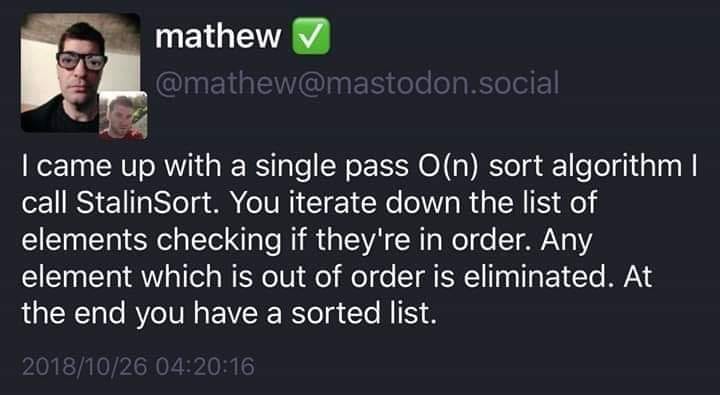 mathew ✅
@mathew@mastodon.social
I came up with a single pass O(n) sort algorithm I
call StalinSort. You iterate down the list of
elements checking if they're in order. Any
element which is out of order is eliminated. At
the end you have a sorted list.
2018/10/26 04:20:16